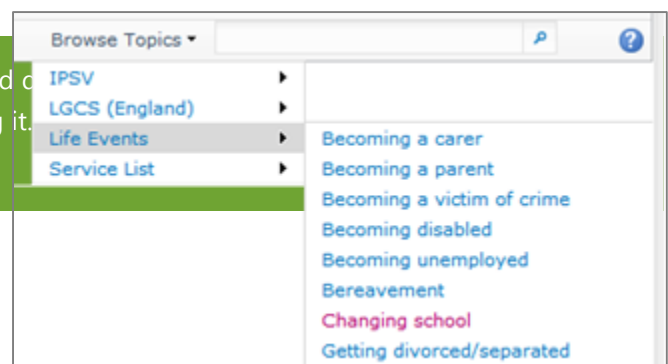 Browse Topics
d c
IPSV
LGCS (England)
it.
Life Events
Service List
Becoming a carer
Becoming a parent
Becoming a victim of crime
Becoming disabled
Becoming unemployed
Bereavement
Changing school
Getting divorced/separated